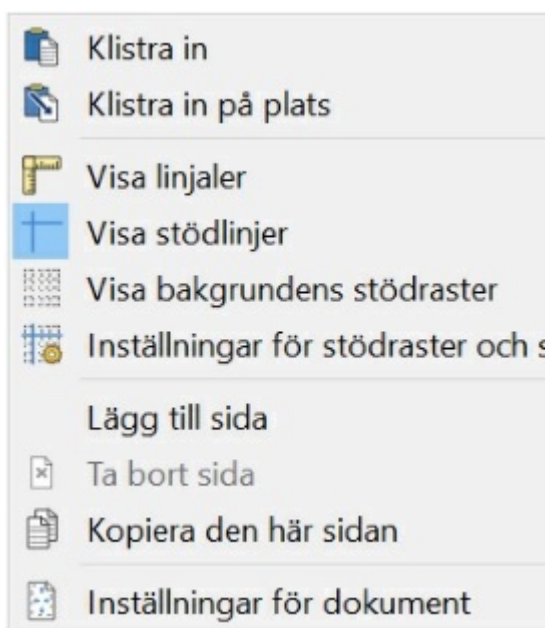 Klistra in
Klistra in på plats
Visa linjaler
Visa stödlinjer
Visa bakgrundens stödraster
Inställningar för stödraster och
Lägg till sida
Ta bort sida
Kopiera den här sidan
Inställningar för dokument